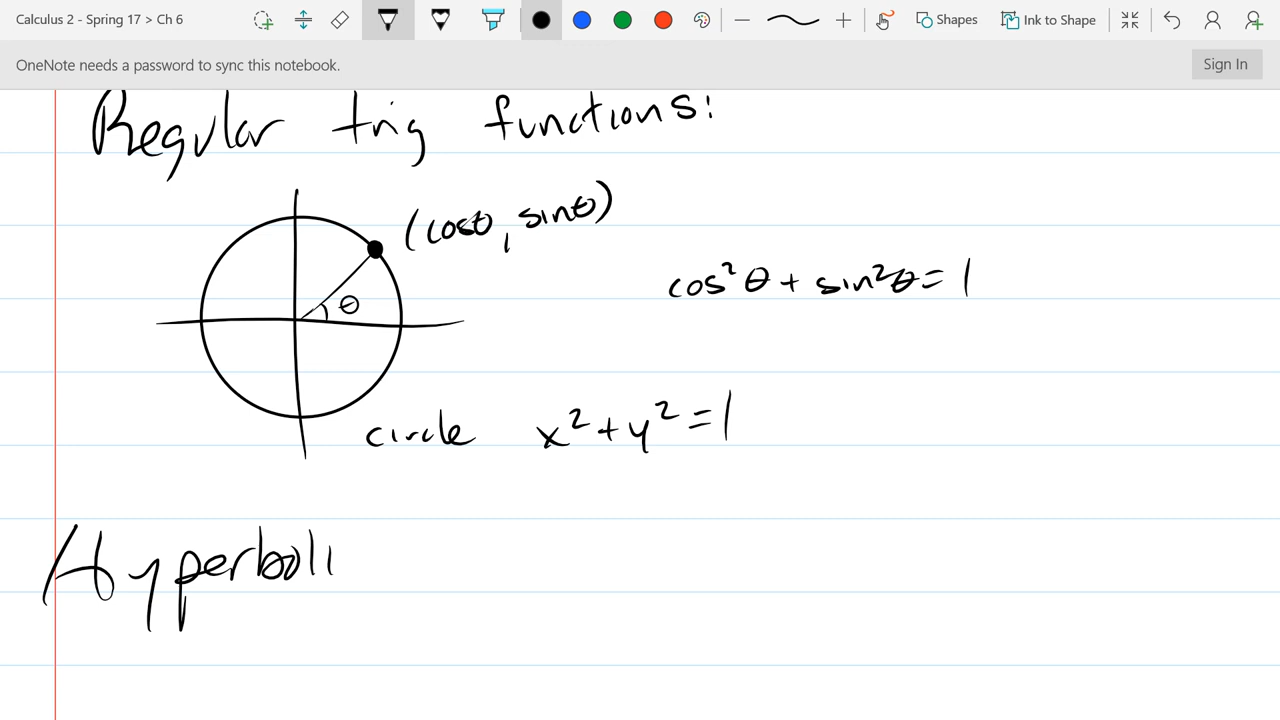 Calculus 2 - Spring 17 > Ch 6 Shapes Ink to Shape
OneNote needs a password to sync this notebook. Sign In
Regular trig functions:
(cosθ, sinθ)
cos²θ + sin²θ = 1
θ
circle x² + y² = 1
Hyperboli